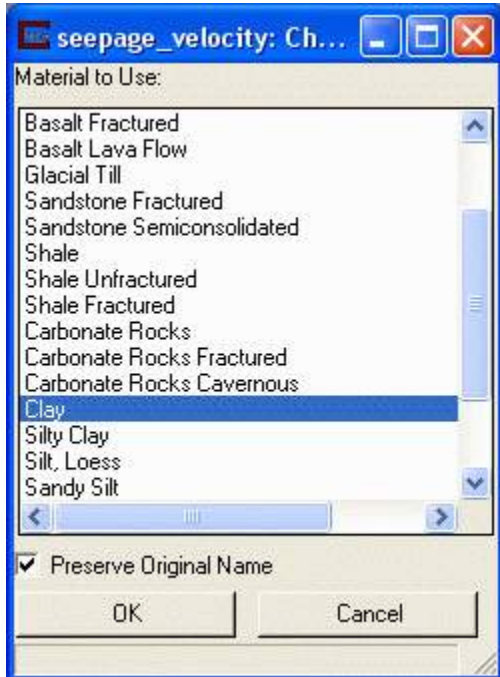 seepage_velocity: Ch...
Material to Use:
Basalt Fractured
Basalt Lava Flow
Glacial Till
Sandstone Fractured
Sandstone Semiconsolidated
Shale
Shale Unfractured
Shale Fractured
Carbonate Rocks
Carbonate Rocks Fractured
Carbonate Rocks Cavernous
Clay
Silty Clay
Silt, Loess
Sandy Silt
Preserve Original Name
OK Cancel